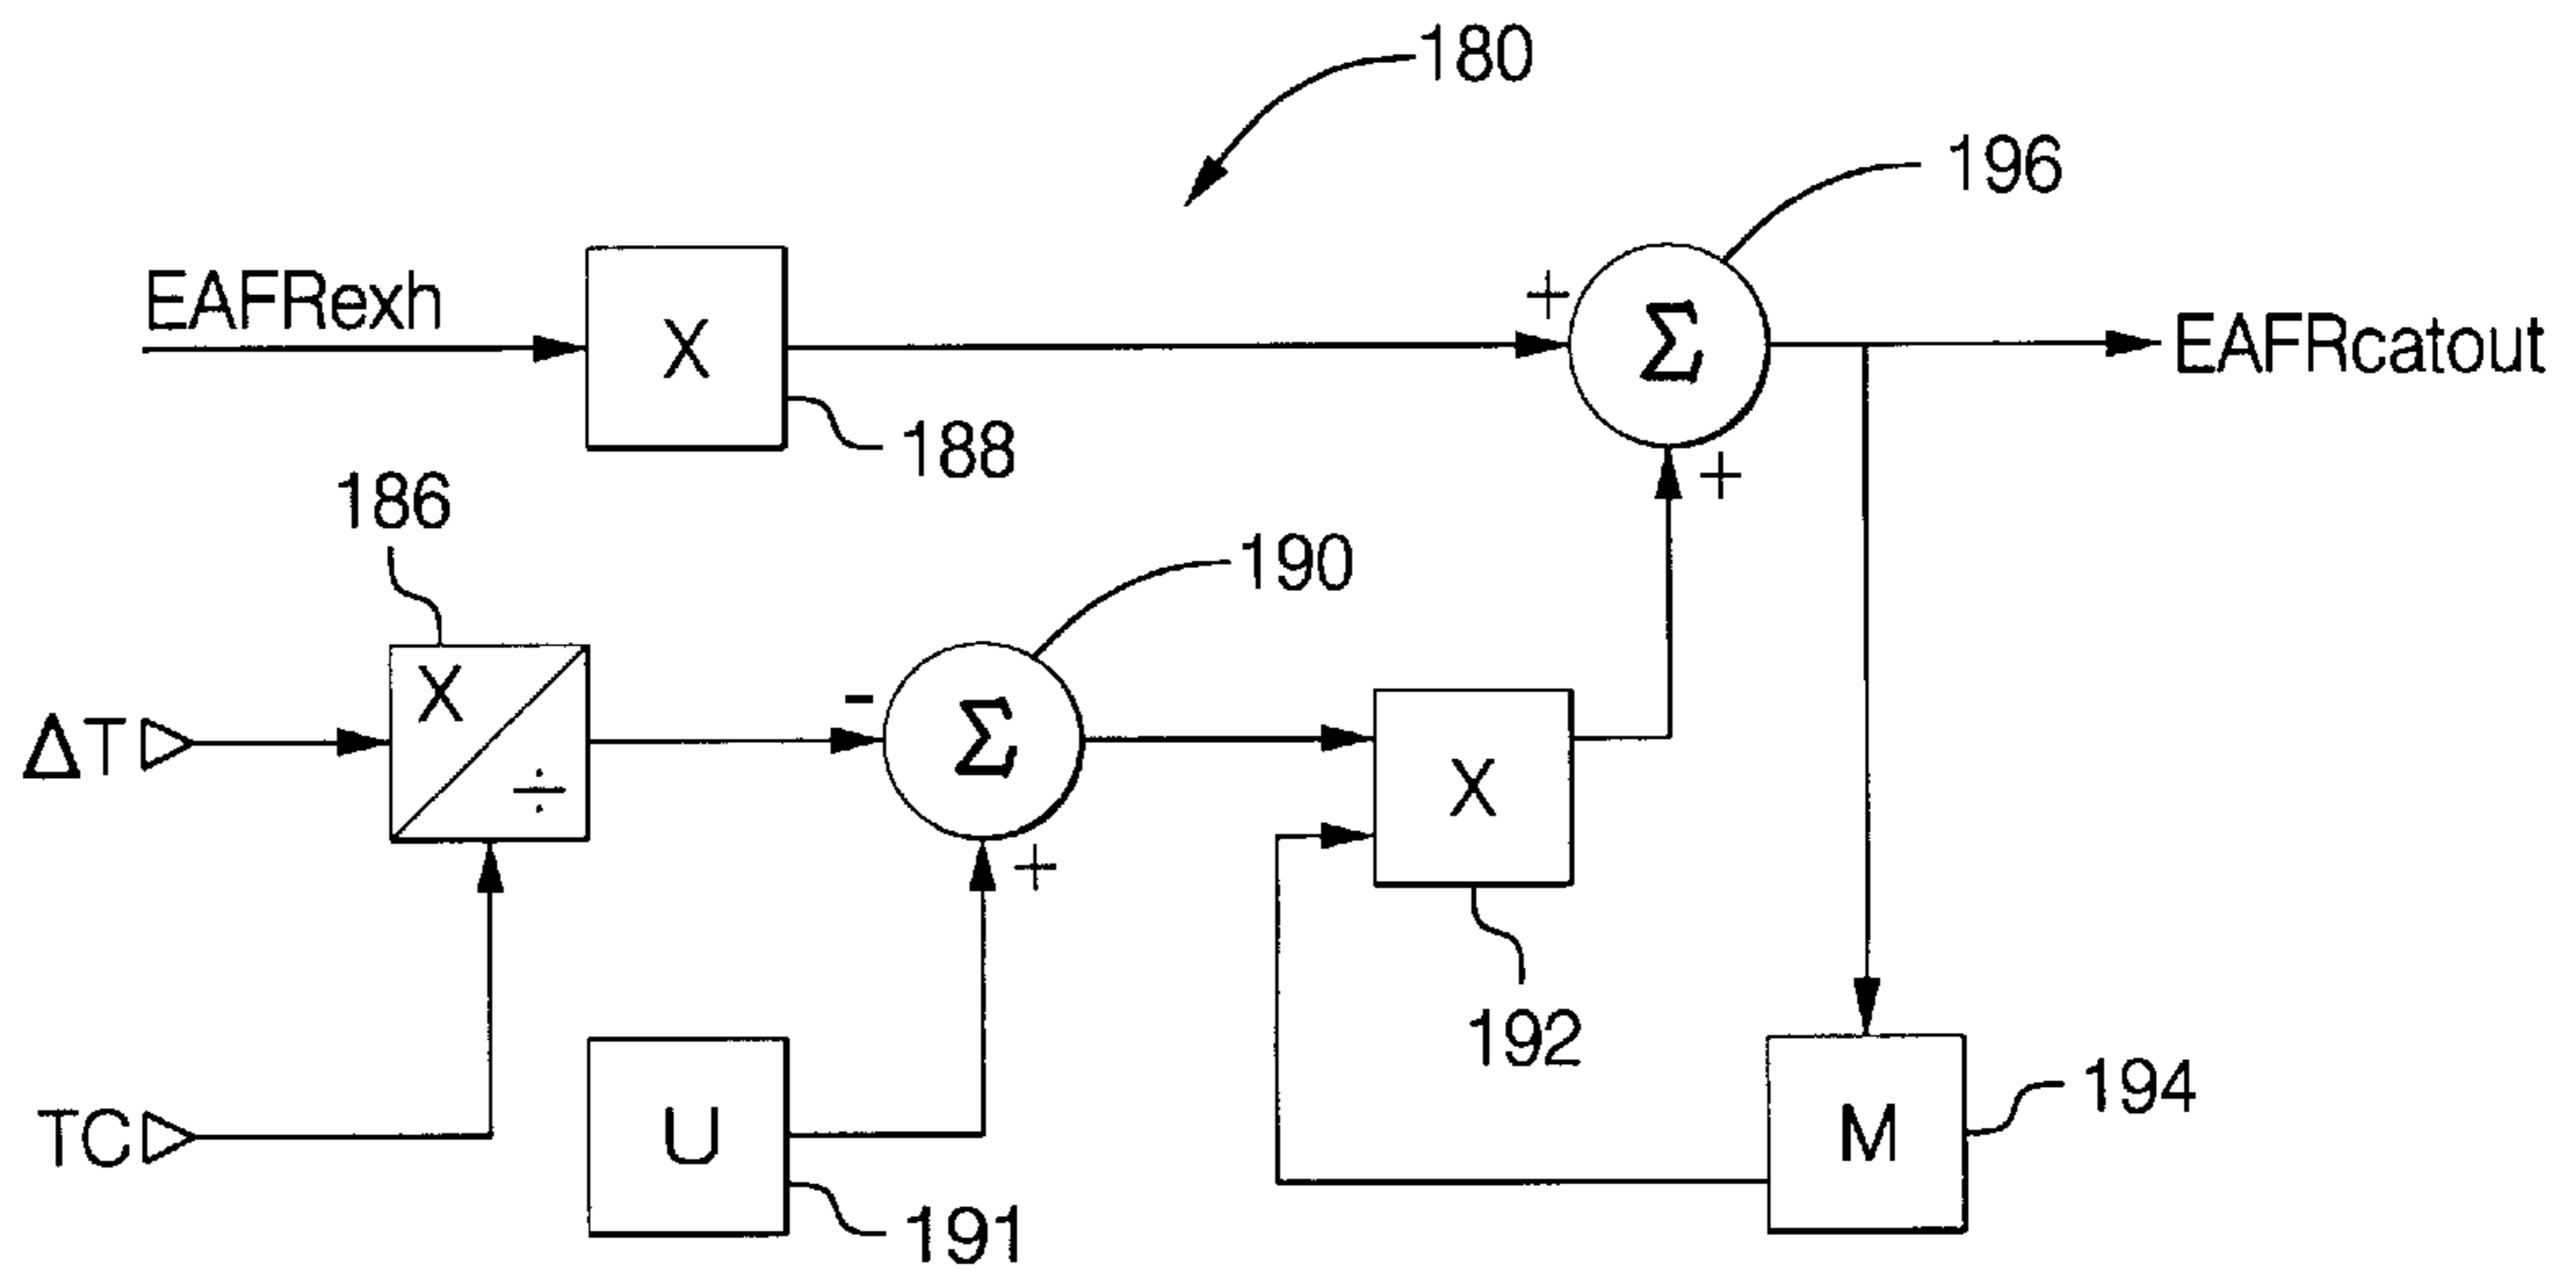 180
196
+
EAFRexh
X
Σ
EAFRcatout
188
+
186
190
X
-
ΔT
÷
Σ
X
+
192
TC
U
M
194
191